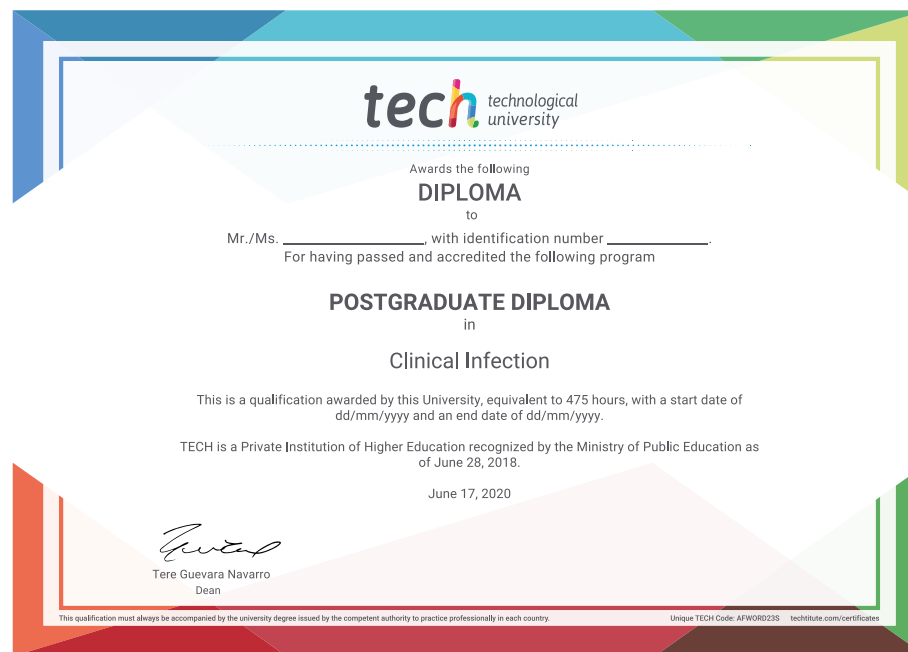 tech technological
university
Awards the following
DIPLOMA
to
Mr./Ms. ____________, with identification number ____________.
For having passed and accredited the following program
POSTGRADUATE DIPLOMA
in
Clinical Infection
This is a qualification awarded by this University, equivalent to 475 hours, with a start date of
dd/mm/yyyy and an end date of dd/mm/yyyy.
TECH is a Private Institution of Higher Education recognized by the Ministry of Public Education as
of June 28, 2018.
June 17, 2020
Tere Guevara Navarro
Dean
This qualification must always be accompanied by the university degree issued by the competent authority to practice professionally in each country.
Unique TECH Code: AFWORD23S techtitute.com/certificates